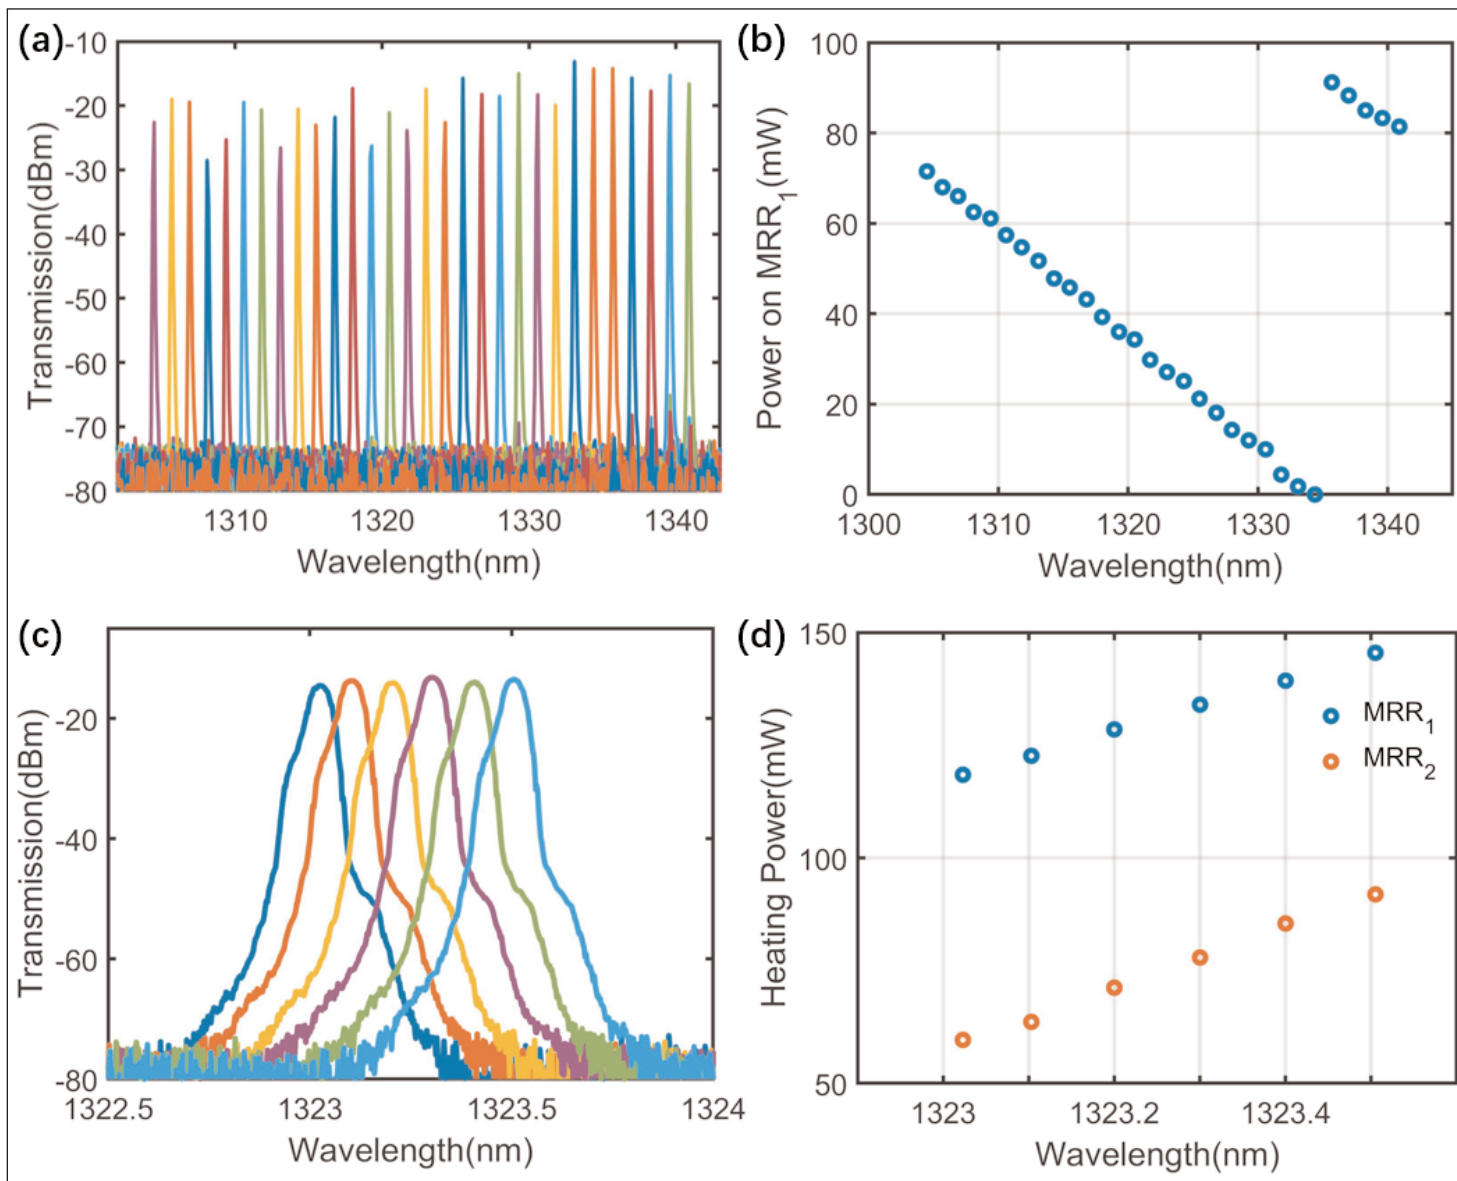 (a)
-10
-20
-30
-40
-50
-60
-70
-80
Transmission(dBm)
1310 1320 1330 1340
Wavelength(nm)
(b)
100
80
60
40
20
0
Power on MRR1(mW)
1300 1310 1320 1330 1340
Wavelength(nm)
(c)
-20
-40
-60
-80
Transmission(dBm)
1322.5 1323 1323.5 1324
Wavelength(nm)
(d)
150
100
50
Heating Power(mW)
MRR1
MRR2
1323 1323.2 1323.4
Wavelength(nm)